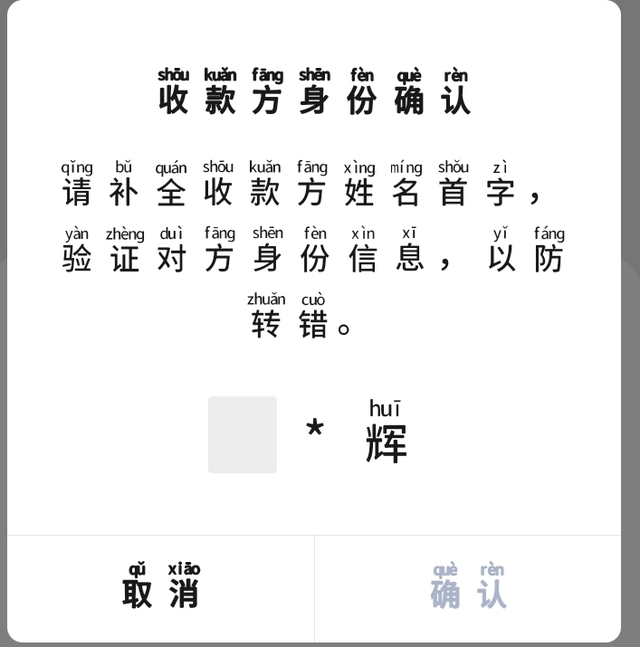 shōu kuǎn fāng shēn fèn què rèn
收款方身份确认
qǐng bǔ quán shōu kuǎn fāng xìng míng shǒu zì
请补全收款方姓名首字，
yàn zhèng duì fāng shēn fèn xìn xī yǐ fáng
验证对方身份信息，以防
zhuǎn cuò
转错。
huī
* 辉
qǔ xiāo què rèn
取消 确认